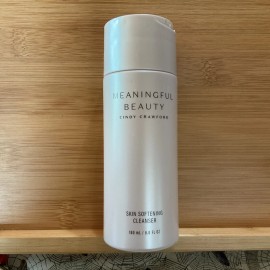 MEANINGFUL
BEAUTY
CINDY CRAWFORD
SKIN SOFTENING
CLEANSER